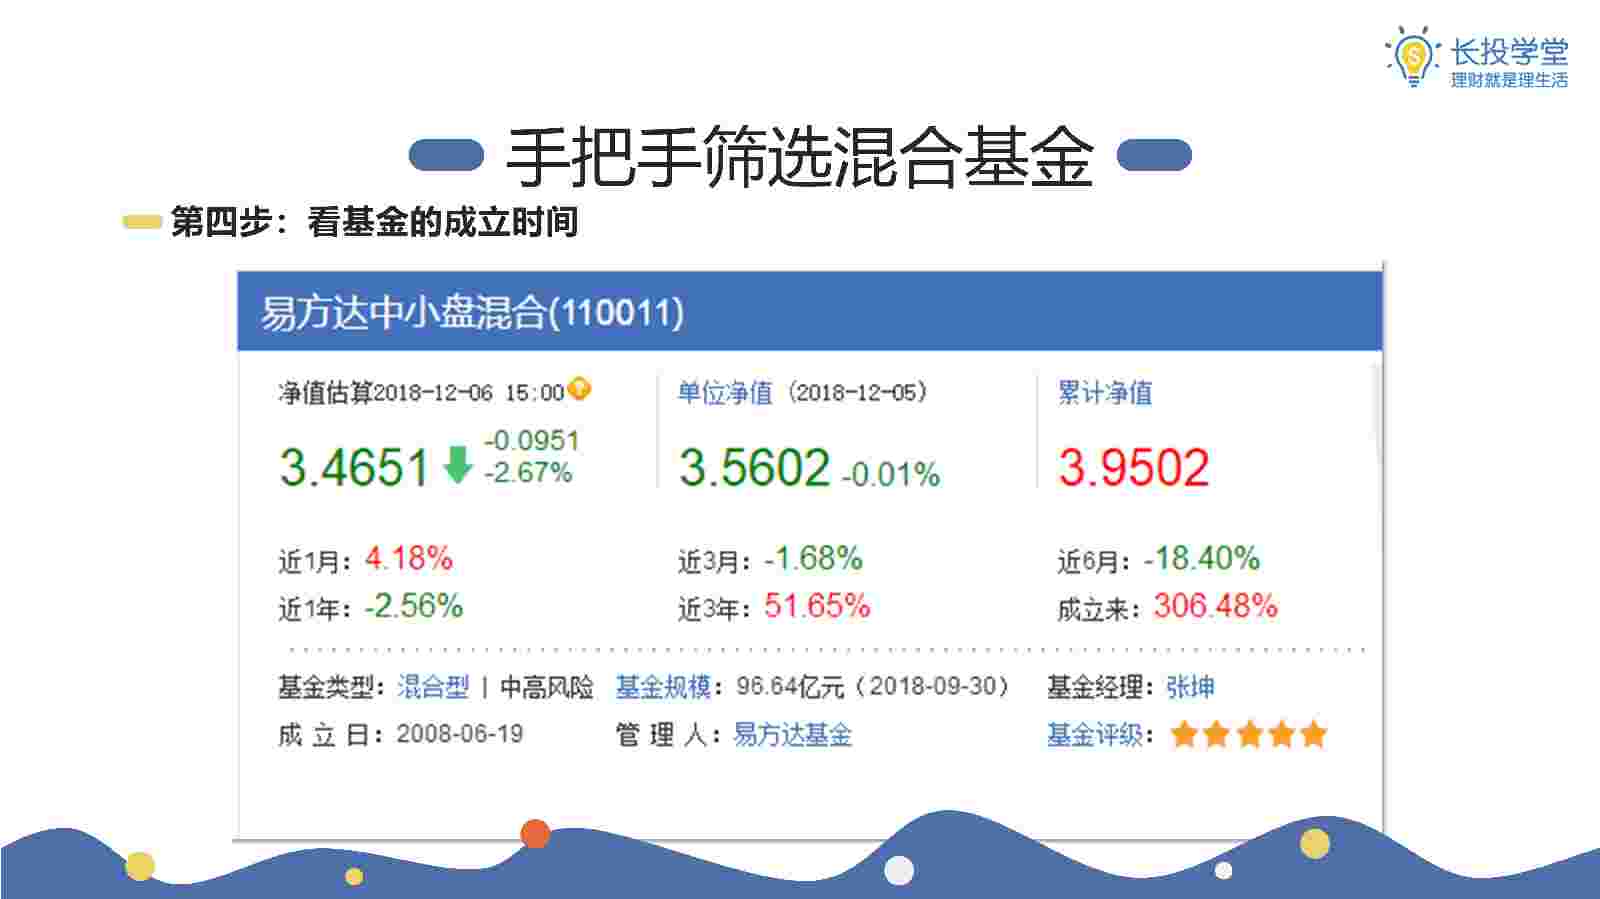 长投学堂
理财就是理生活
手把手筛选混合基金
第四步：看基金的成立时间
易方达中小盘混合(110011)
净值估算2018-12-06 15:00 单位净值（2018-12-05） 累计净值
3.4651 -0.0951 -2.67% 3.5602 -0.01% 3.9502
近1月：4.18% 近3月：-1.68% 近6月：-18.40%
近1年：-2.56% 近3年：51.65% 成立来：306.48%
基金类型：混合型 | 中高风险 基金规模：96.64亿元（2018-09-30） 基金经理：张坤
成 立 日：2008-06-19 管 理 人：易方达基金 基金评级：★★★★★